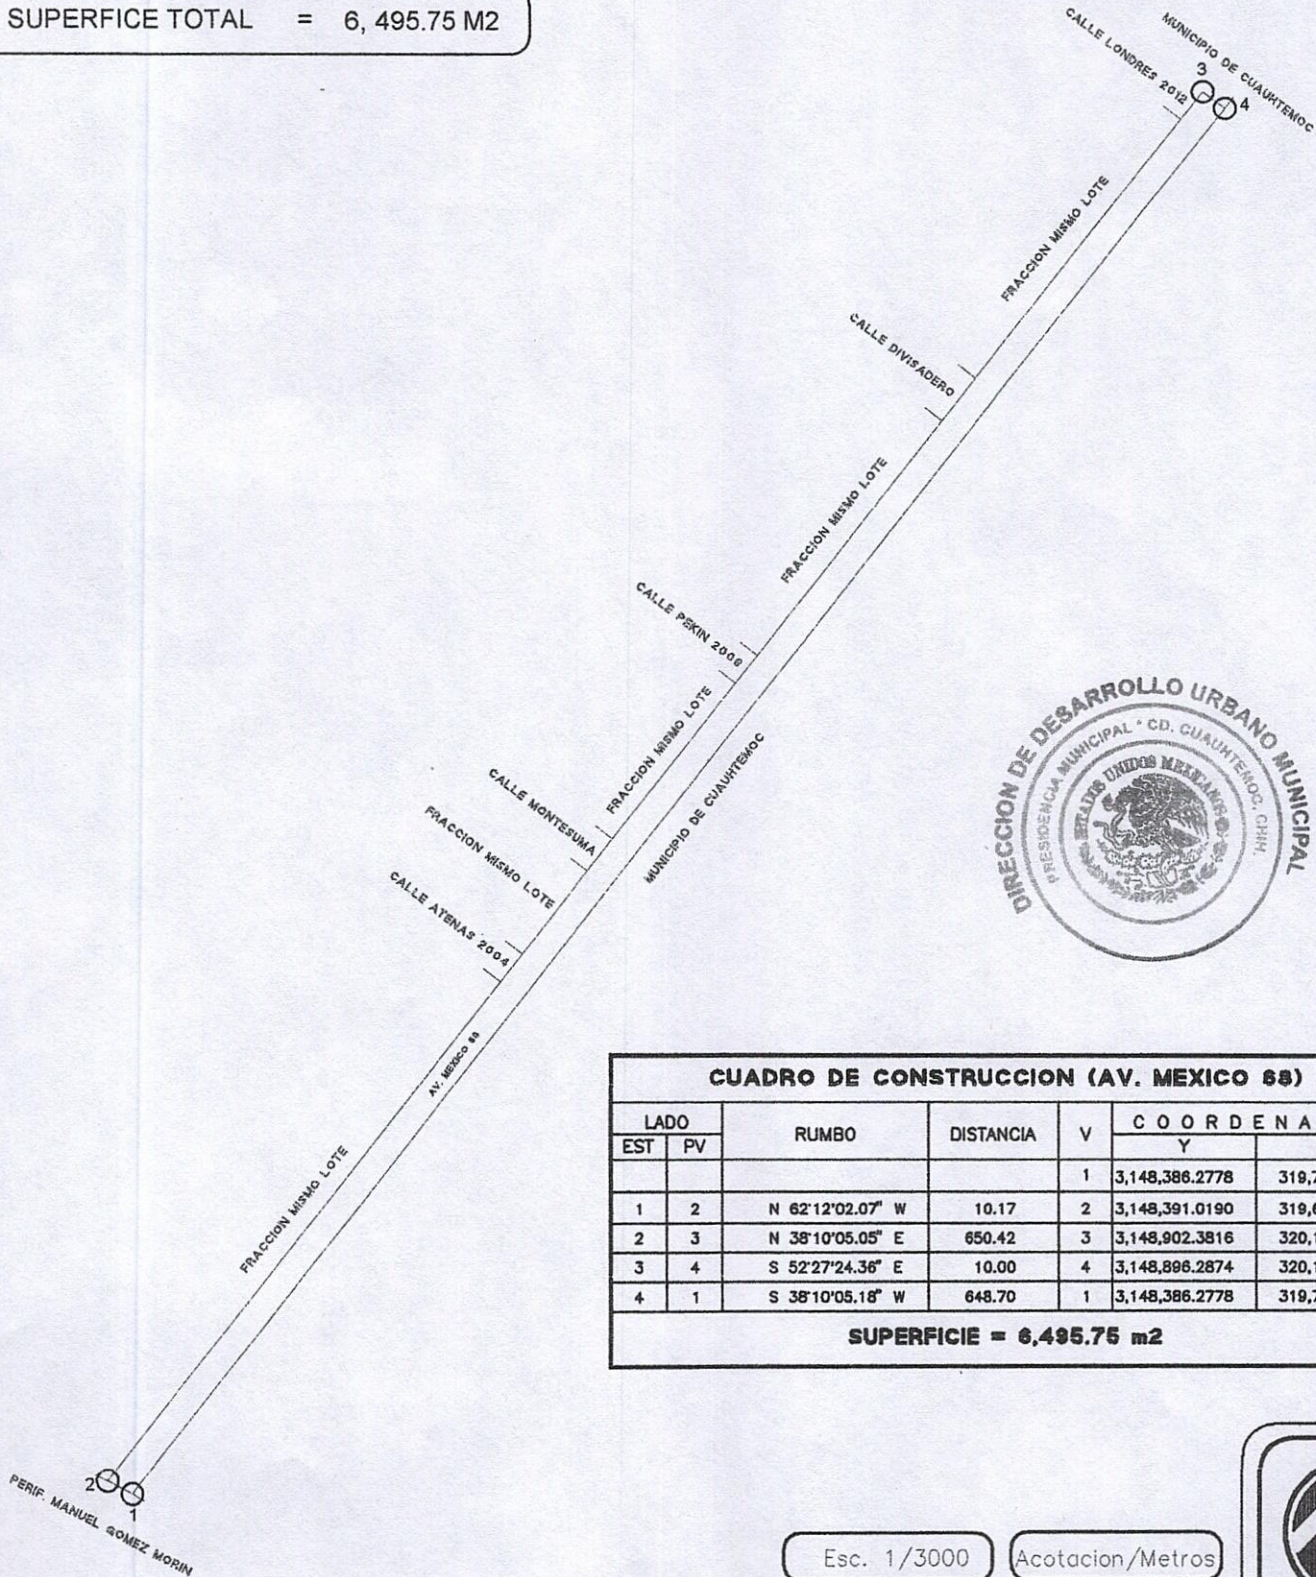 SUPERFICE TOTAL = 6, 495.75 M2
CALLE LONDRES 2012
MUNICIPIO DE CUAUHTEMOC
3
4
FRACCION MISMO LOTE
CALLE DIVISADERO
FRACCION MISMO LOTE
CALLE PEKIN 2006
FRACCION MISMO LOTE
CALLE MONTESUMA
FRACCION MISMO LOTE
CALLE ATENAS 2004
MUNICIPIO DE CUAUHTEMOC
AV. MEXICO 68
FRACCION MISMO LOTE
2
1
PERIF. MANUEL GOMEZ MORIN
DIRECCION DE DESARROLLO URBANO MUNICIPAL
PRESIDENCIA MUNICIPAL * CD. CUAUHTEMOC, CHIH.
ESTADOS UNIDOS MEXICANOS
CUADRO DE CONSTRUCCION (AV. MEXICO 68)
LADO RUMBO DISTANCIA V C O O R D E N A
EST PV Y
1 3,148,386.2778 319,7
1 2 N 62°12'02.07" W 10.17 2 3,148,391.0190 319,6
2 3 N 38°10'05.05" E 650.42 3 3,148,902.3816 320,1
3 4 S 52°27'24.36" E 10.00 4 3,148,896.2874 320,1
4 1 S 38°10'05.18" W 648.70 1 3,148,386.2778 319,7
SUPERFICIE = 6,495.75 m2
Esc. 1/3000
Acotacion/Metros